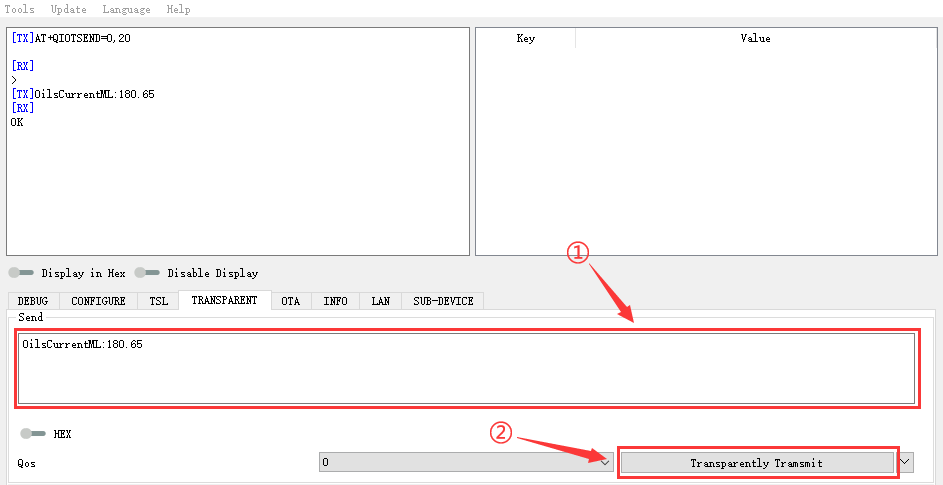 Tools Update Language Help
[TX]AT+QIOTSEND=0,20
[RX]
>
[TX]OilsCurrentML:180.65
[RX]
OK
Key Value
①
Display in Hex Disable Display
DEBUG CONFIGURE TSL TRANSPARENT OTA INFO LAN SUB-DEVICE
Send
OilsCurrentML:180.65
HEX
②
Qos 0 Transparently Tramsmit